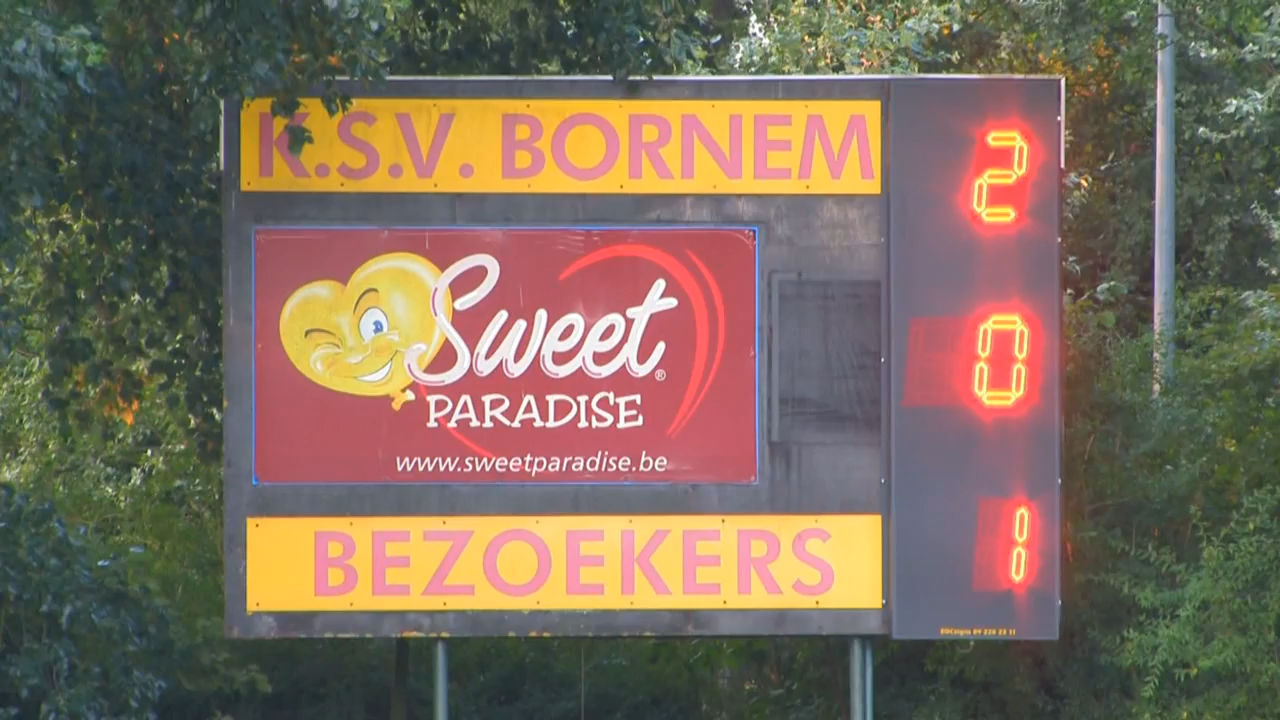 K.S.V. BORNEM 2
Sweet®
PARADISE
www.sweetparadise.be
0
BEZOEKERS 1